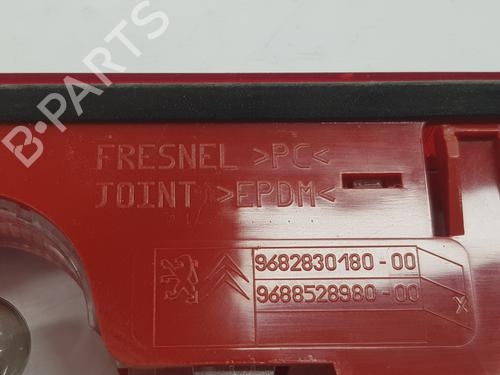 FRESNEL >PC<
JOINT >EPDM<
9682830180-00
9688528980-00
X
B-PARTS